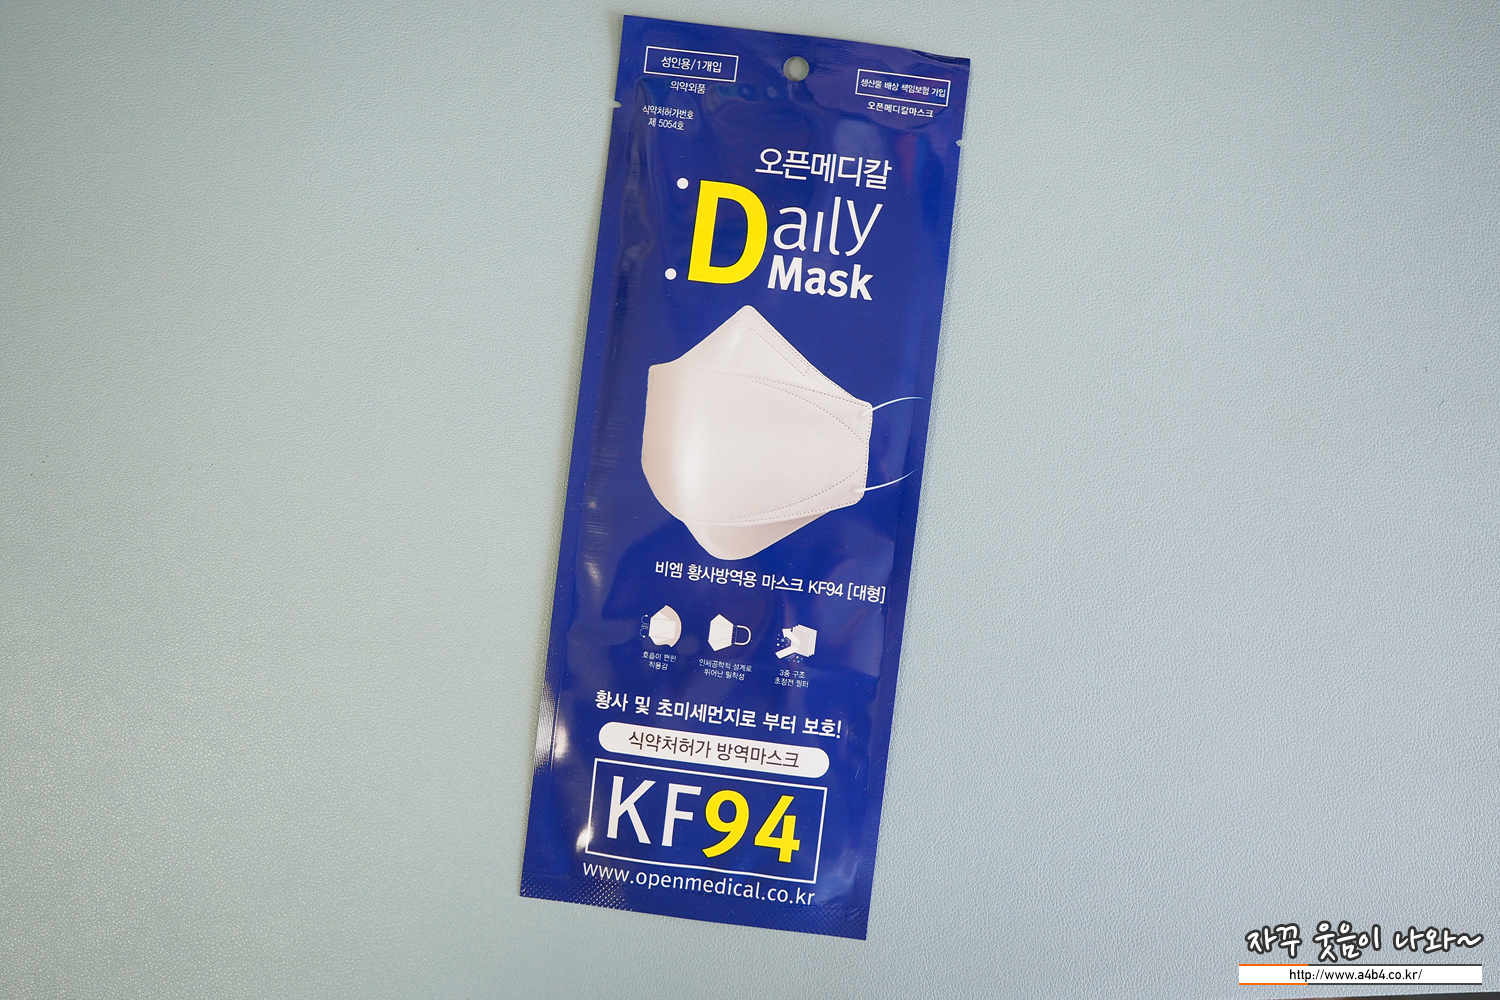 성인용/1개입
의약외품
식약처허가번호
제 5054호
생산물 배상 책임보험 가입
오픈메디칼마스크
오픈메디칼
Daily
Mask
비엠 황사방역용 마스크 KF94 [대형]
호흡이 편한
착용감
인체공학적 설계로
뛰어난 밀착성
3중 구조
초정전 필터
황사 및 초미세먼지로 부터 보호!
식약처허가 방역마스크
KF94
www.openmedical.co.kr
자꾸 웃음이 나와~
http://www.a4b4.co.kr/